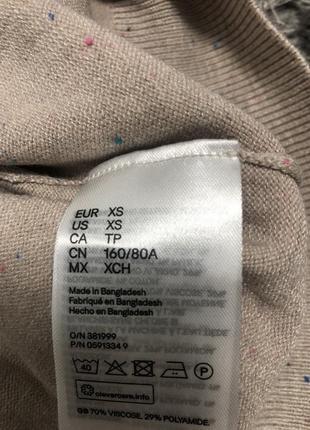 EUR XS
US XS
CA TP
CN 160/80A
MX XCH
Made in Bangladesh
Fabriqué en Bangladesh
Hecho en Bangladesh
O/N 381999
P/N 0591334 9
40
P
clevercare.info
GB 70% VISCOSE, 29% POLYAMIDE,